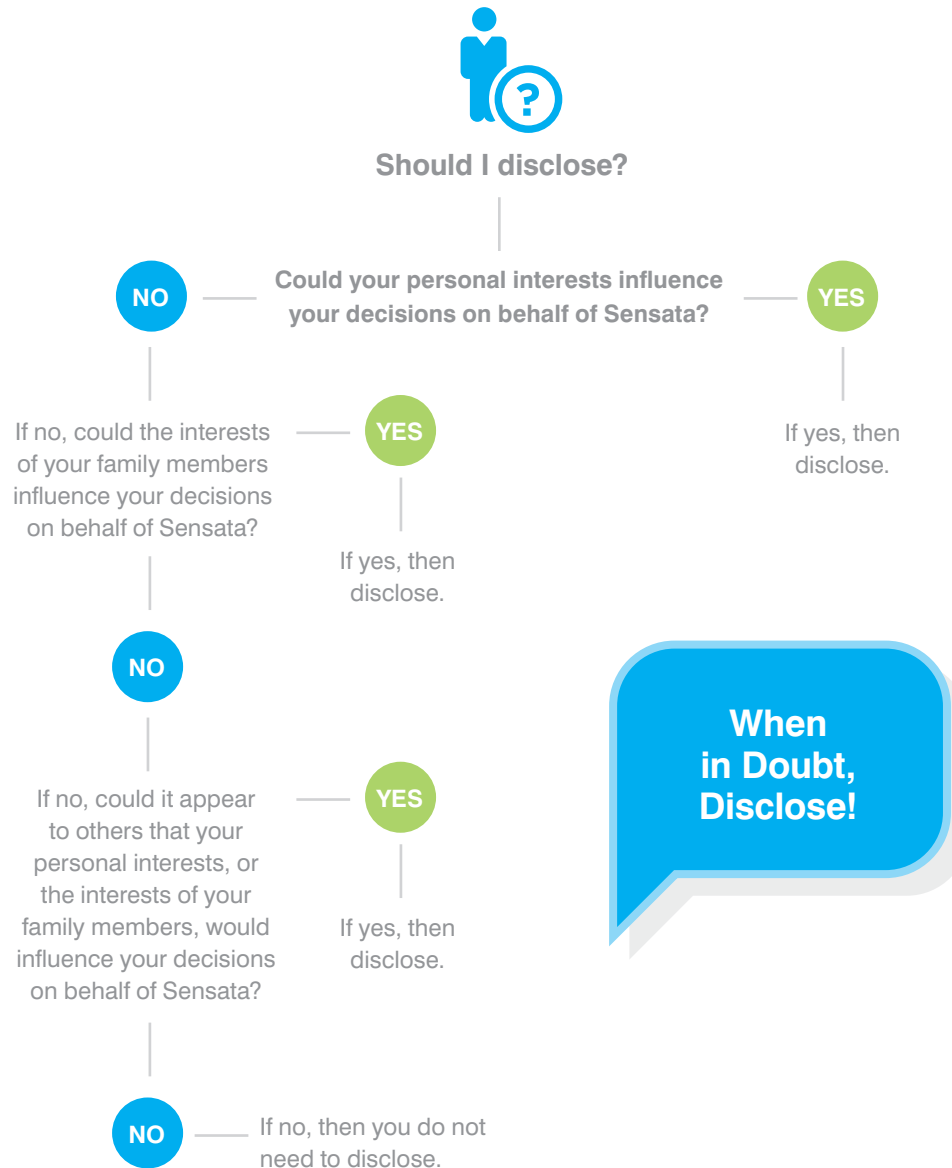 ?
Should I disclose?
Could your personal interests influence
your decisions on behalf of Sensata?
NO
YES
If yes, then
disclose.
If no, could the interests
of your family members
influence your decisions
on behalf of Sensata?
YES
If yes, then
disclose.
NO
If no, could it appear
to others that your
personal interests, or
the interests of your
family members, would
influence your decisions
on behalf of Sensata?
YES
If yes, then
disclose.
When
in Doubt,
Disclose!
NO
If no, then you do not
need to disclose.